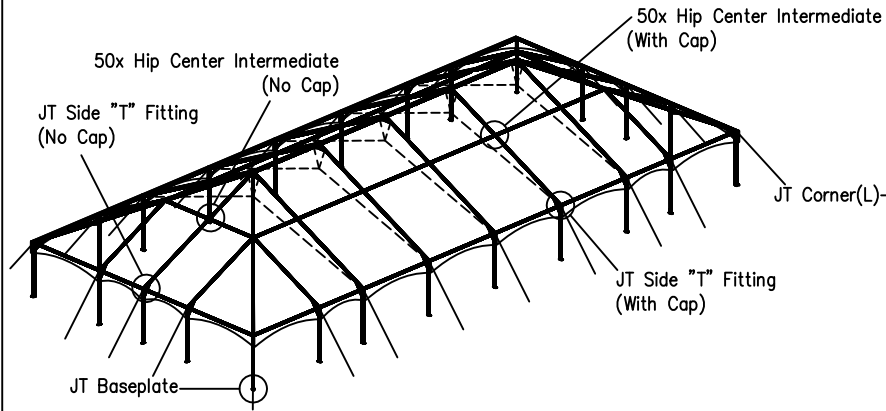 50x Hip Center Intermediate
(With Cap)
50x Hip Center Intermediate
(No Cap)
JT Side "T" Fitting
(No Cap)
JT Corner(L)-
JT Side "T" Fitting
(With Cap)
JT Baseplate